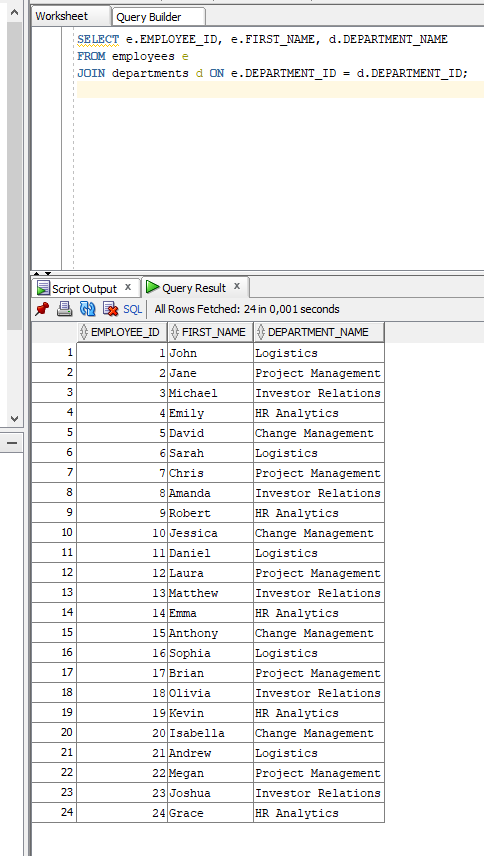 Worksheet Query Builder
SELECT e.EMPLOYEE_ID, e.FIRST_NAME, d.DEPARTMENT_NAME
FROM employees e
JOIN departments d ON e.DEPARTMENT_ID = d.DEPARTMENT_ID;
Script Output x Query Result x
SQL | All Rows Fetched: 24 in 0,001 seconds
EMPLOYEE_ID FIRST_NAME DEPARTMENT_NAME
1 1 John Logistics
2 2 Jane Project Management
3 3 Michael Investor Relations
4 4 Emily HR Analytics
5 5 David Change Management
6 6 Sarah Logistics
7 7 Chris Project Management
8 8 Amanda Investor Relations
9 9 Robert HR Analytics
10 10 Jessica Change Management
11 11 Daniel Logistics
12 12 Laura Project Management
13 13 Matthew Investor Relations
14 14 Emma HR Analytics
15 15 Anthony Change Management
16 16 Sophia Logistics
17 17 Brian Project Management
18 18 Olivia Investor Relations
19 19 Kevin HR Analytics
20 20 Isabella Change Management
21 21 Andrew Logistics
22 22 Megan Project Management
23 23 Joshua Investor Relations
24 24 Grace HR Analytics